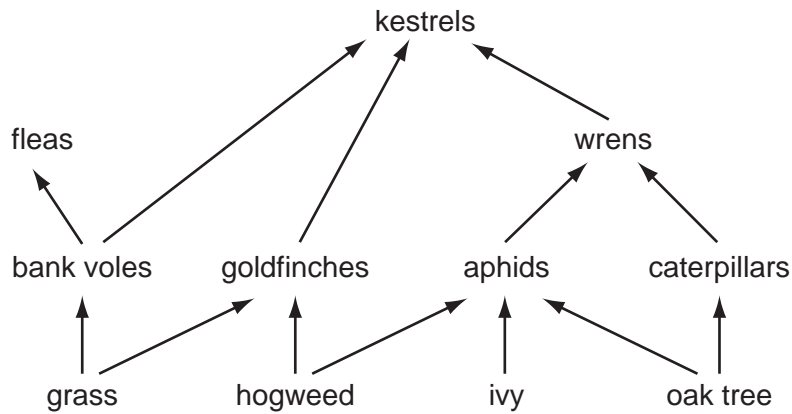 kestrels
fleas wrens
bank voles goldfinches aphids caterpillars
grass hogweed ivy oak tree